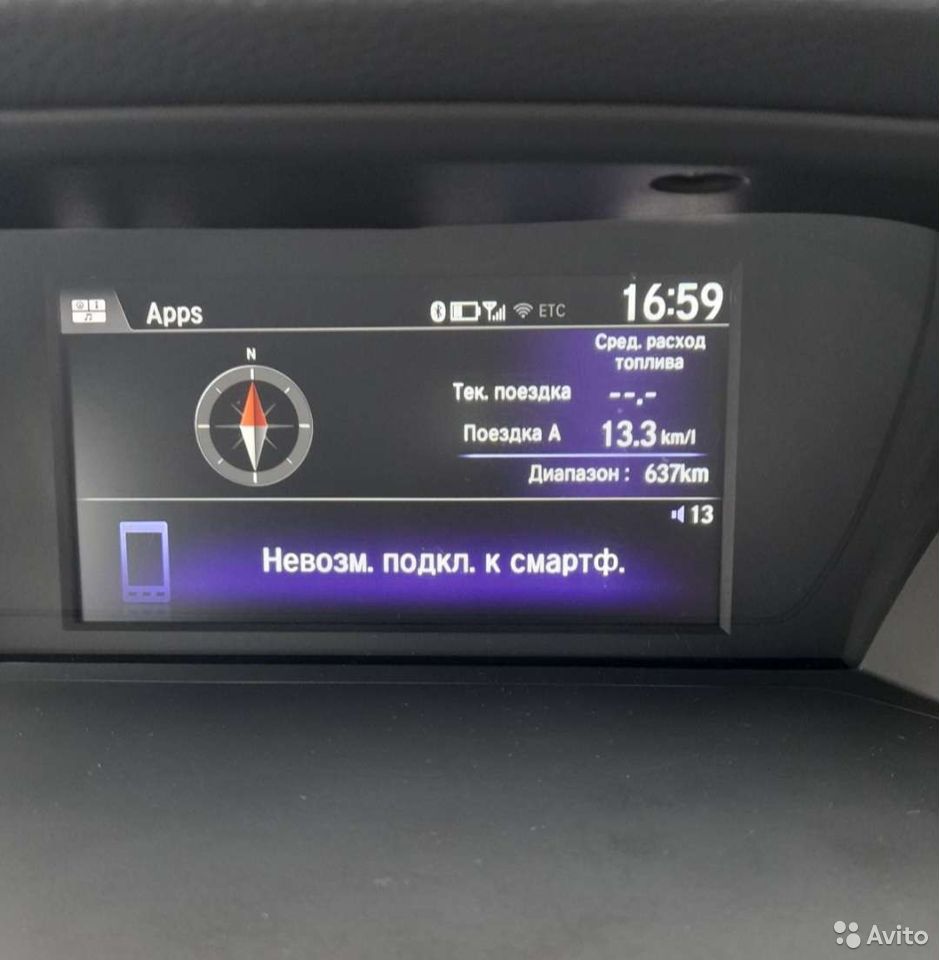 Apps
ETC
16:59
Сред. расход
топлива
N
Тек. поездка --.-
Поездка A 13.3 km/l
Диапазон : 637km
13
Невозм. подкл. к смартф.
Avito